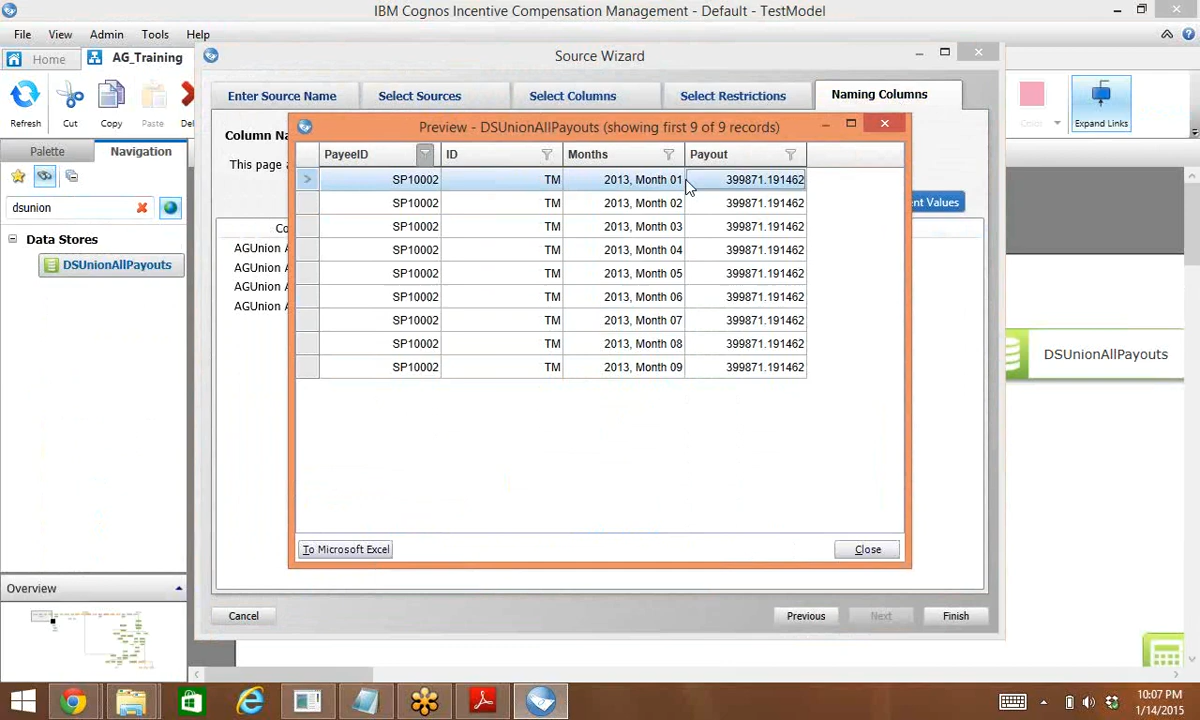 IBM Cognos Incentive Compensation Management - Default - TestModel
File View Admin Tools Help
Home AG_Training
Refresh Cut Copy Paste
Expand Links
Palette Navigation
dsunion
Data Stores
DSUnionAllPayouts
Overview
Source Wizard
Enter Source Name Select Sources Select Columns Select Restrictions Naming Columns
Column Na
This page a
ent Values
Co
AGUnion A
AGUnion A
AGUnion A
AGUnion A
Preview - DSUnionAllPayouts (showing first 9 of 9 records)
PayeeID ID Months Payout
> SP10002 TM 2013, Month 01 399871.191462
SP10002 TM 2013, Month 02 399871.191462
SP10002 TM 2013, Month 03 399871.191462
SP10002 TM 2013, Month 04 399871.191462
SP10002 TM 2013, Month 05 399871.191462
SP10002 TM 2013, Month 06 399871.191462
SP10002 TM 2013, Month 07 399871.191462
SP10002 TM 2013, Month 08 399871.191462
SP10002 TM 2013, Month 09 399871.191462
To Microsoft Excel Close
Cancel Previous Next Finish
DSUnionAllPayouts
10:07 PM
1/14/2015